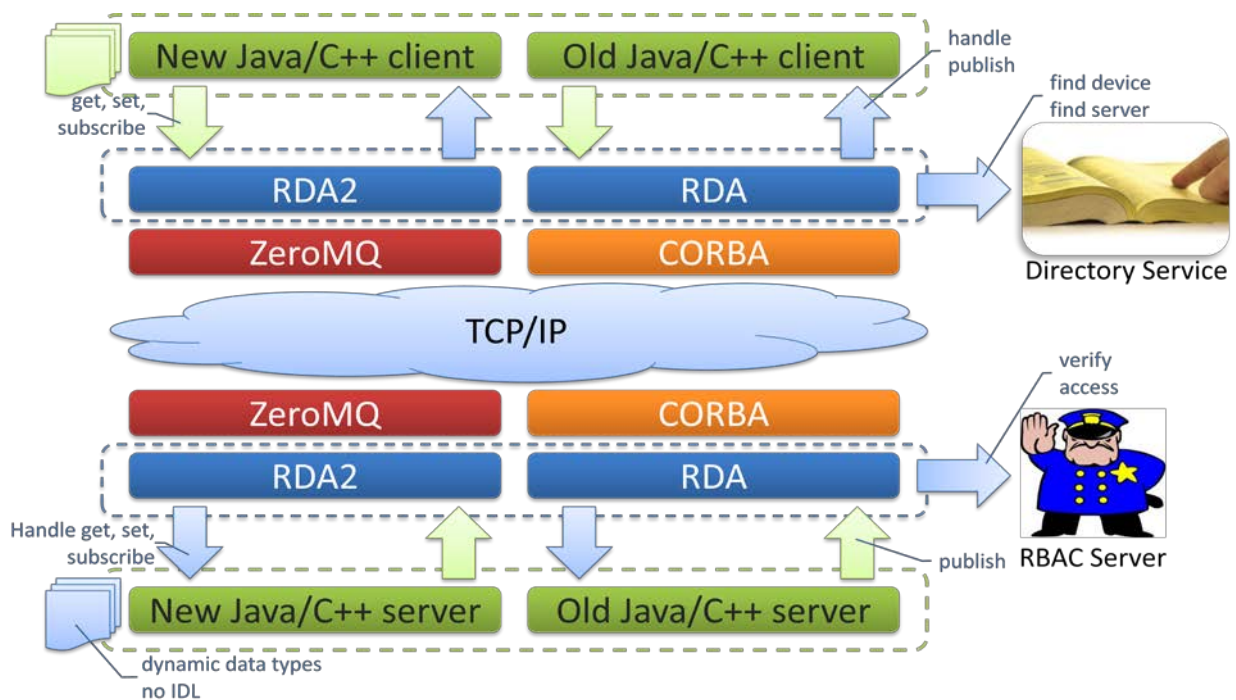 New Java/C++ client
Old Java/C++ client
handle
publish
get, set,
subscribe
find device
find server
RDA2
RDA
ZeroMQ
CORBA
Directory Service
TCP/IP
verify
access
ZeroMQ
CORBA
RDA2
RDA
Handle get, set,
subscribe
publish
RBAC Server
New Java/C++ server
Old Java/C++ server
dynamic data types
no IDL